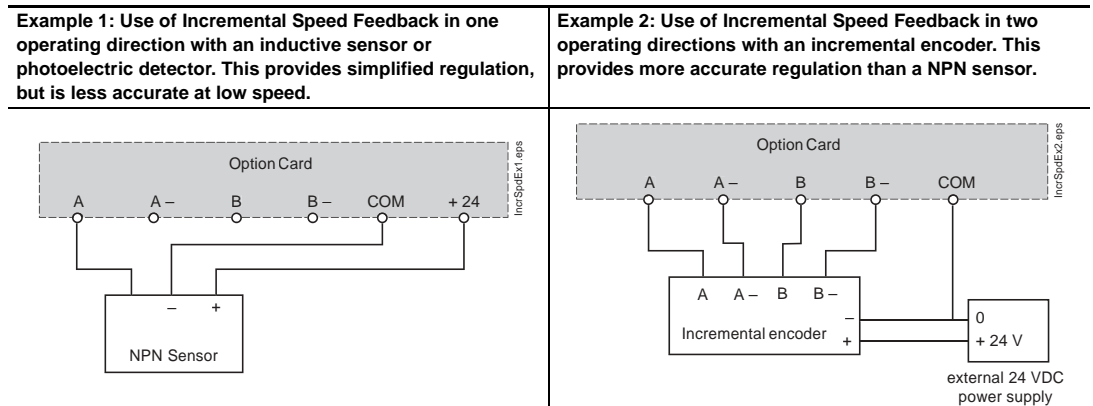 Example 1: Use of Incremental Speed Feedback in one
operating direction with an inductive sensor or
photoelectric detector. This provides simplified regulation,
but is less accurate at low speed.
Option Card
A A – B B – COM + 24
IncrSpdEx1.eps
– +
NPN Sensor
Example 2: Use of Incremental Speed Feedback in two
operating directions with an incremental encoder. This
provides more accurate regulation than a NPN sensor.
Option Card
A A – B B – COM
IncrSpdEx2.eps
A A – B B –
–
Incremental encoder +
0
+ 24 V
external 24 VDC
power supply